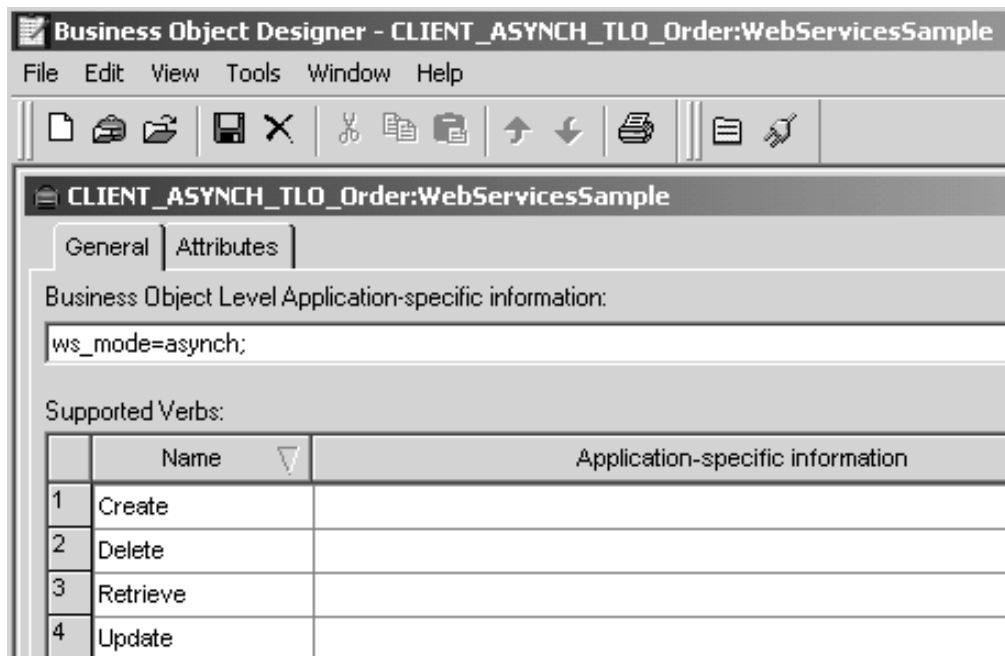 Business Object Designer - CLIENT_ASYNCH_TLO_Order:WebServicesSample
File Edit View Tools Window Help
CLIENT_ASYNCH_TLO_Order:WebServicesSample
General Attributes
Business Object Level Application-specific information:
ws_mode=asynch;
Supported Verbs:
Name Application-specific information
1 Create
2 Delete
3 Retrieve
4 Update